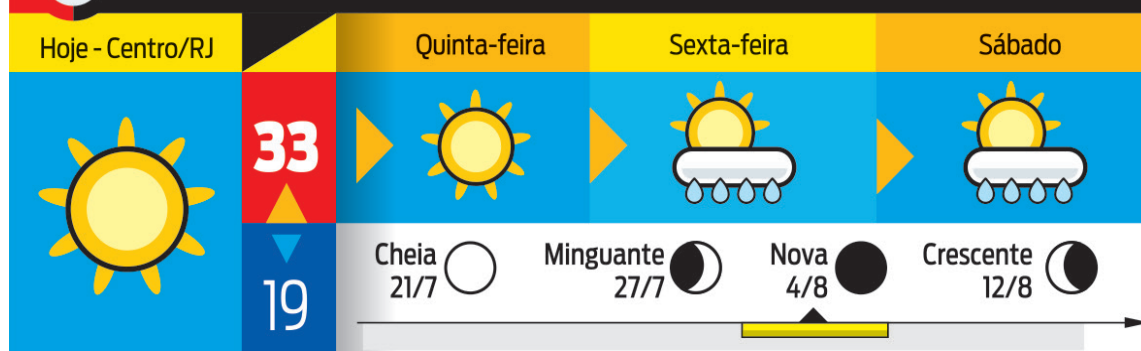 Hoje - Centro/RJ
33
19
Quinta-feira
Sexta-feira
Sábado
Cheia
21/7
Minguante
27/7
Nova
4/8
Crescente
12/8